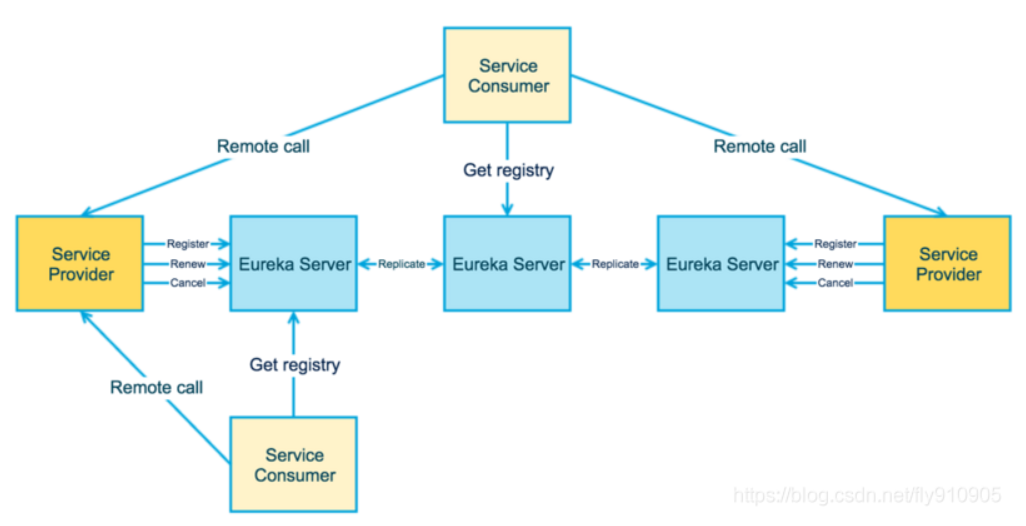 Service
Consumer
Remote call
Remote call
Get registry
Service
Provider
Register
Renew
Cancel
Eureka Server
Replicate
Eureka Server
Replicate
Eureka Server
Register
Renew
Cancel
Service
Provider
Get registry
Remote call
Service
Consumer
https://blog.csdn.net/fly910905